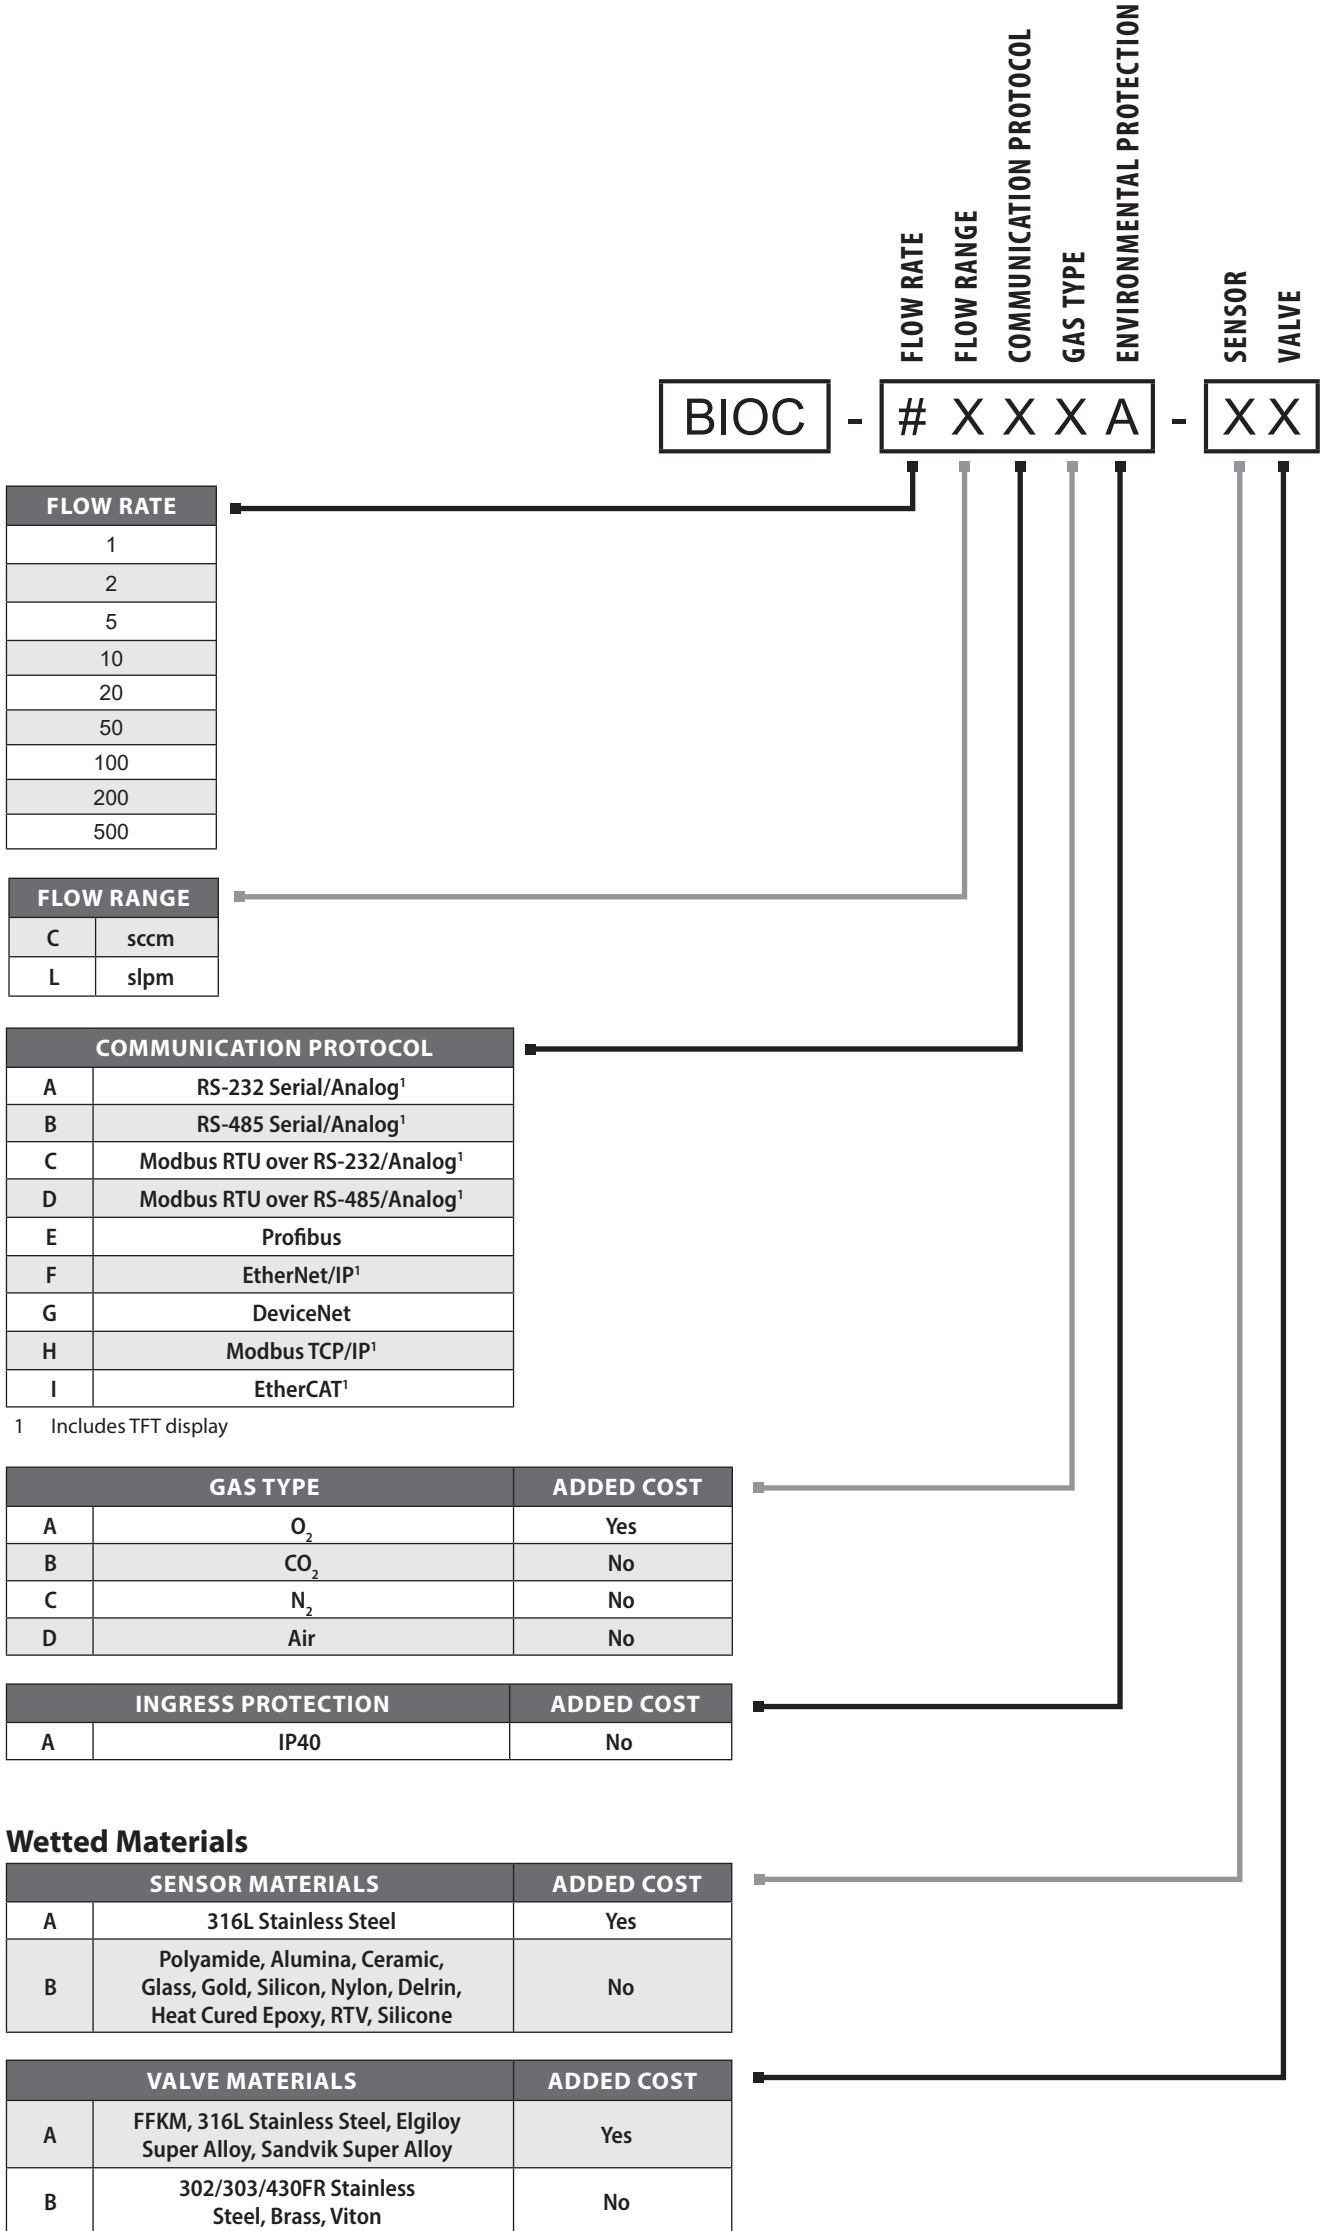 FLOW RATE
FLOW RANGE
COMMUNICATION PROTOCOL
GAS TYPE
ENVIRONMENTAL PROTECTION
SENSOR
VALVE
BIOC - # X X X A - X X
FLOW RATE
1
2
5
10
20
50
100
200
500
FLOW RANGE
C sccm
L slpm
COMMUNICATION PROTOCOL
A RS-232 Serial/Analog¹
B RS-485 Serial/Analog¹
C Modbus RTU over RS-232/Analog¹
D Modbus RTU over RS-485/Analog¹
E Profibus
F EtherNet/IP¹
G DeviceNet
H Modbus TCP/IP¹
I EtherCAT¹
1 Includes TFT display
GAS TYPE ADDED COST
A O₂ Yes
B CO₂ No
C N₂ No
D Air No
INGRESS PROTECTION ADDED COST
A IP40 No
Wetted Materials
SENSOR MATERIALS ADDED COST
A 316L Stainless Steel Yes
Polyamide, Alumina, Ceramic,
B Glass, Gold, Silicon, Nylon, Delrin, No
Heat Cured Epoxy, RTV, Silicone
VALVE MATERIALS ADDED COST
A FFKM, 316L Stainless Steel, Elgiloy Yes
Super Alloy, Sandvik Super Alloy
B 302/303/430FR Stainless No
Steel, Brass, Viton